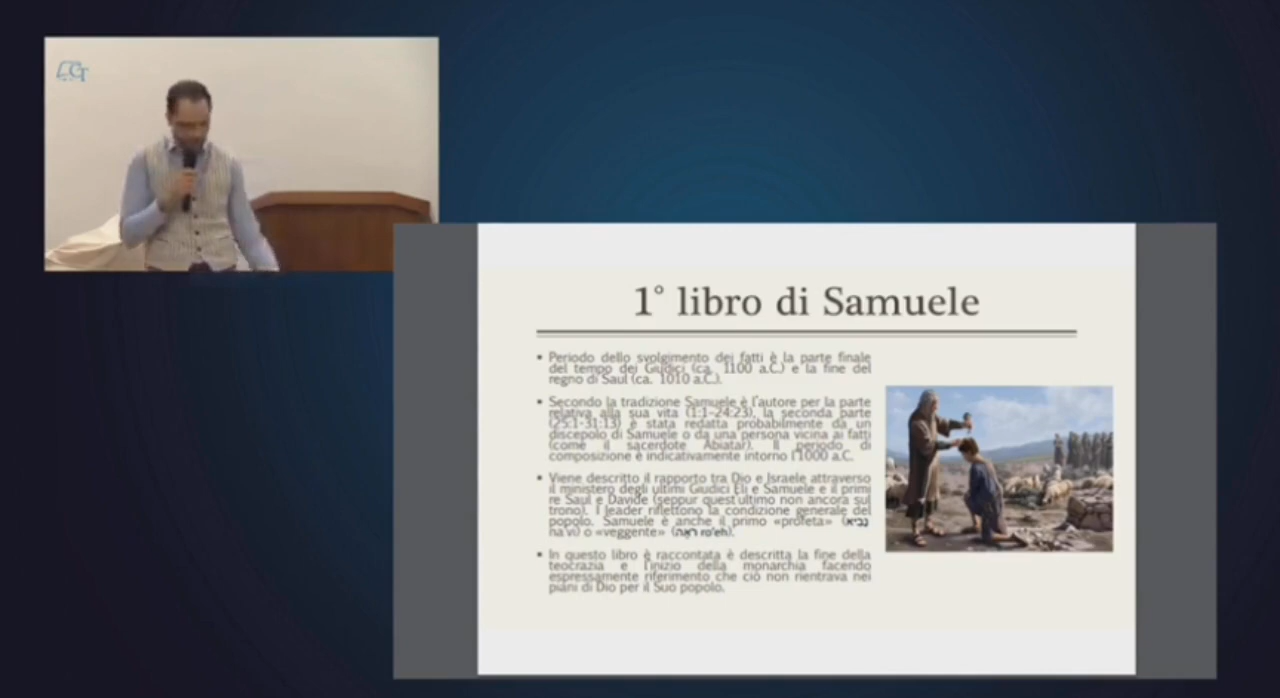 CT
1° libro di Samuele
▪ Periodo dello svolgimento dei fatti è la parte finale
del tempo dei Giudici (ca. 1100 a.C.) e la fine del
regno di Saul (ca. 1010 a.C.).
▪ Secondo la tradizione Samuele è l'autore per la parte
relativa alla sua vita (1:1–24:23), la seconda parte
(25:1-31:13) è stata redatta probabilmente da un
discepolo di Samuele o da una persona vicina ai fatti
(come il sacerdote Abiatar). Il periodo di
composizione è indicativamente intorno l'1000 a.C.
▪ Viene descritto il rapporto tra Dio e Israele attraverso
il ministero degli ultimi Giudici Eli e Samuele e il primi
re Saul e Davide (seppur quest'ultimo non ancora sul
trono). I leader riflettono la condizione generale del
popolo. Samuele è anche il primo «profeta» (נָבִיא
na'vi) o «veggente» (רֹאֶה ro'eh).
▪ In questo libro è raccontata è descritta la fine della
teocrazia e l'inizio della monarchia facendo
espressamente riferimento che ciò non rientrava nei
piani di Dio per il Suo popolo.